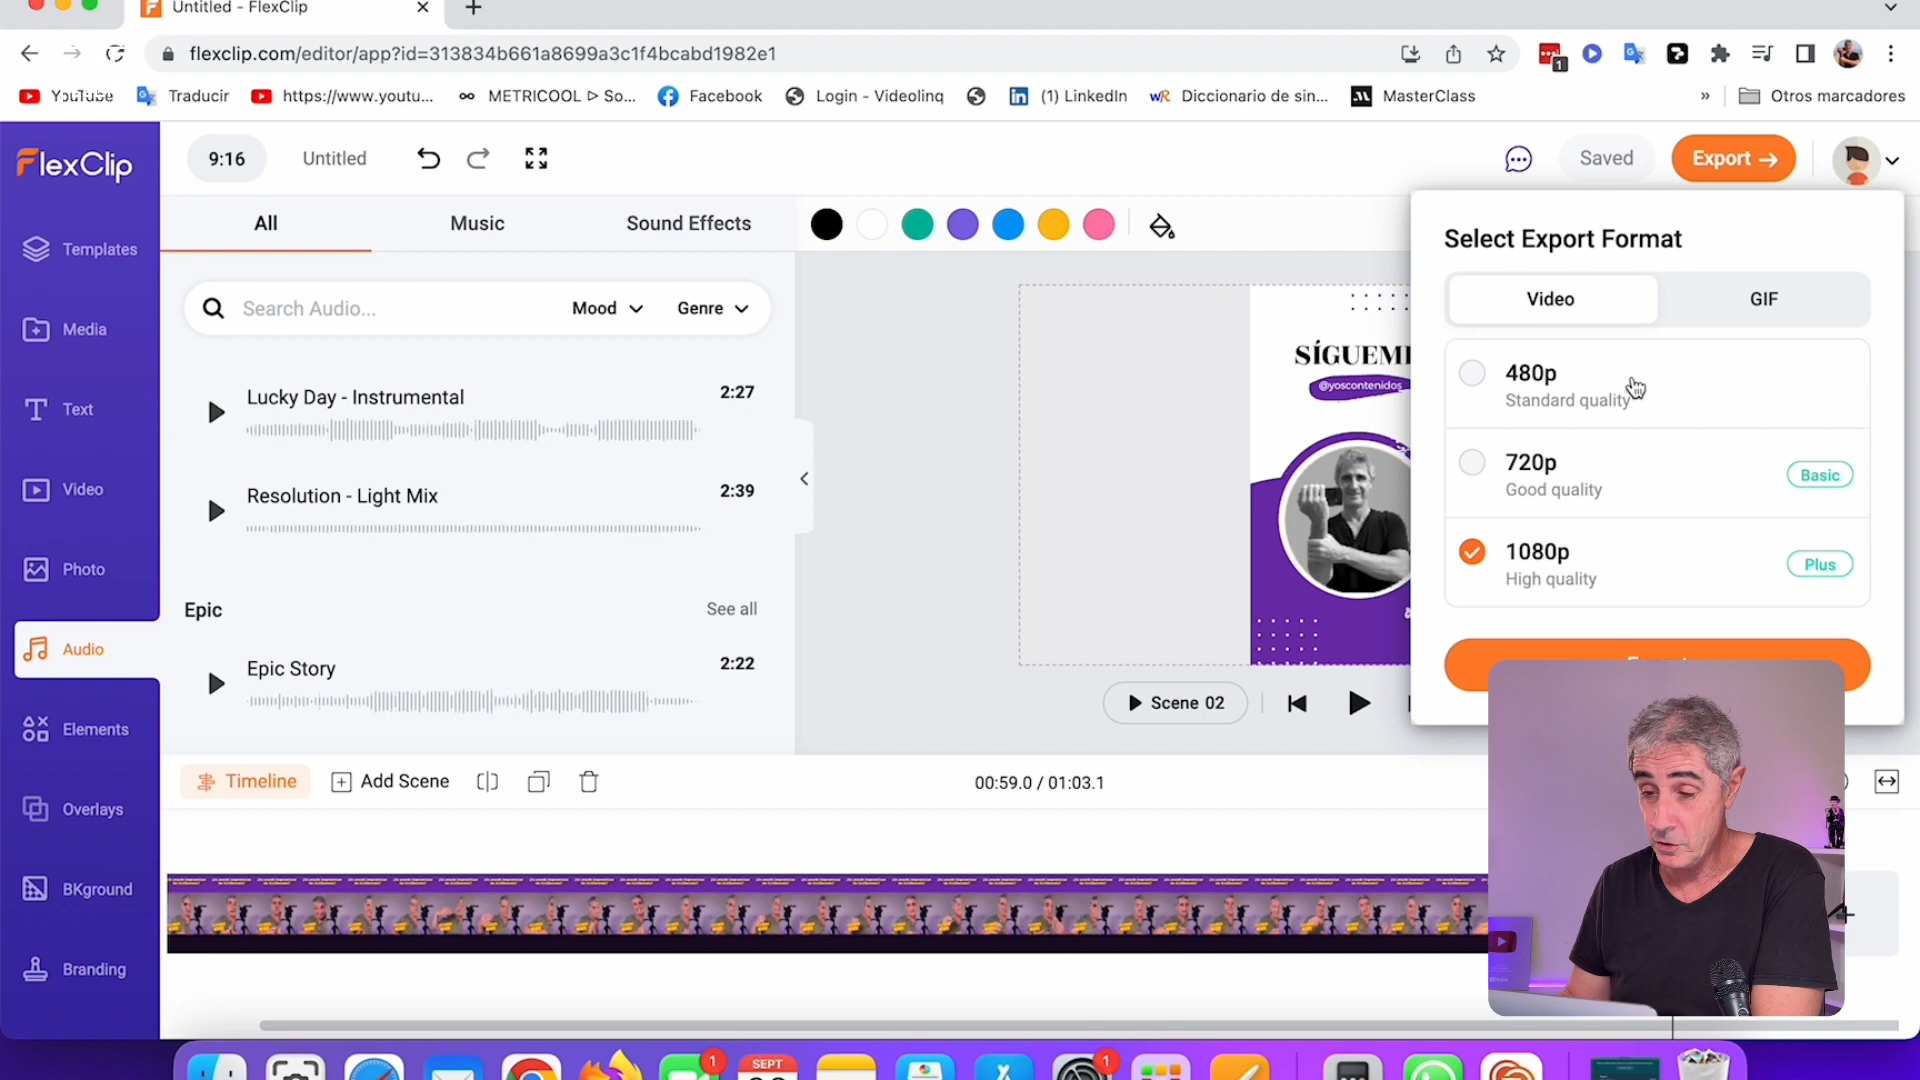 Untitled - FlexClip
flexclip.com/editor/app?id=313834b661a8699a3c1f4bcabd1982e1
1
YouTube
Traducir
https://www.youtu...
METRICOOL ᐅ So...
Facebook
Login - Videolinq
(1) LinkedIn
WR Diccionario de sin...
MasterClass
»
Otros marcadores
FlexClip
9:16
Untitled
Saved
Export →
Templates
Media
Text
Video
Photo
Audio
Elements
Overlays
BKground
Branding
All
Music
Sound Effects
Search Audio...
Mood
Genre
Lucky Day - Instrumental
2:27
Resolution - Light Mix
2:39
Epic
See all
Epic Story
2:22
SÍGUEM
@yoscontenidos
Scene 02
Select Export Format
Video
GIF
480p
Standard quality
720p
Good quality
Basic
1080p
High quality
Plus
Timeline
Add Scene
00:59.0 / 01:03.1
1
SEPT
1